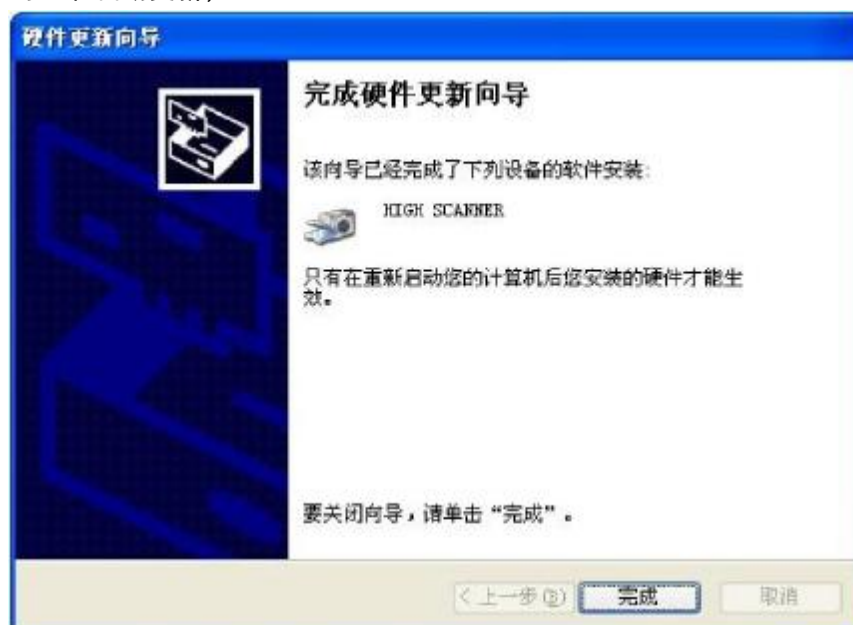 硬件更新向导
完成硬件更新向导
该向导已经完成了下列设备的软件安装:
HIGH SCANNER
只有在重新启动您的计算机后您安装的硬件才能生
效。
要关闭向导，请单击“完成”。
<上一步(B) 完成 取消